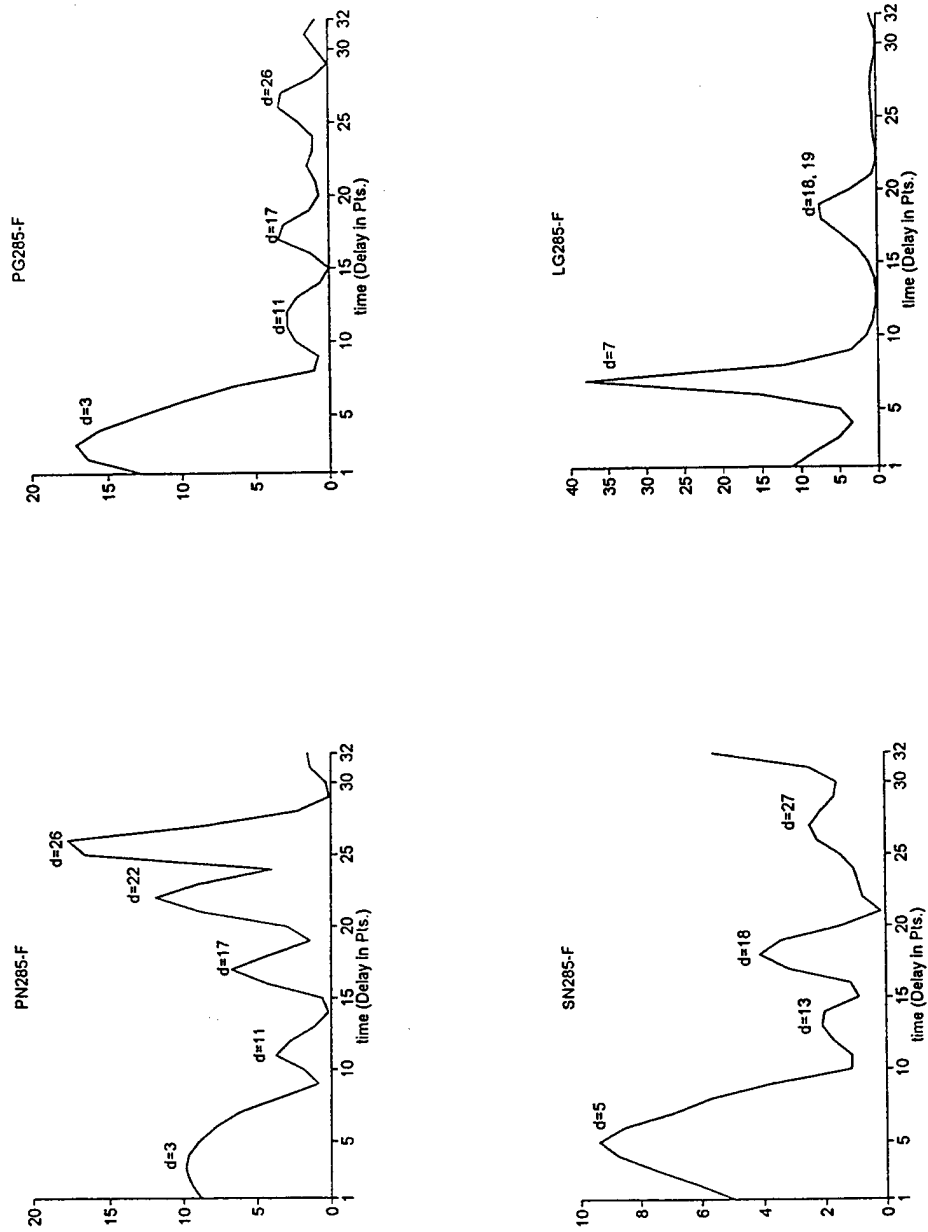 PN285-F
20
15
10
5
0
d=3
d=11
d=17
d=22
d=26
1
5
10
15
20
25
30
32
time (Delay in Pts.)
PG285-F
20
15
10
5
0
d=3
d=11
d=17
d=26
1
5
10
15
20
25
30
32
time (Delay in Pts.)
SN285-F
10
8
6
4
2
0
d=5
d=13
d=18
d=27
1
5
10
15
20
25
30
32
time (Delay in Pts.)
LG285-F
40
35
30
25
20
15
10
5
0
d=7
d=18, 19
1
5
10
15
20
25
30
32
time (Delay in Pts.)